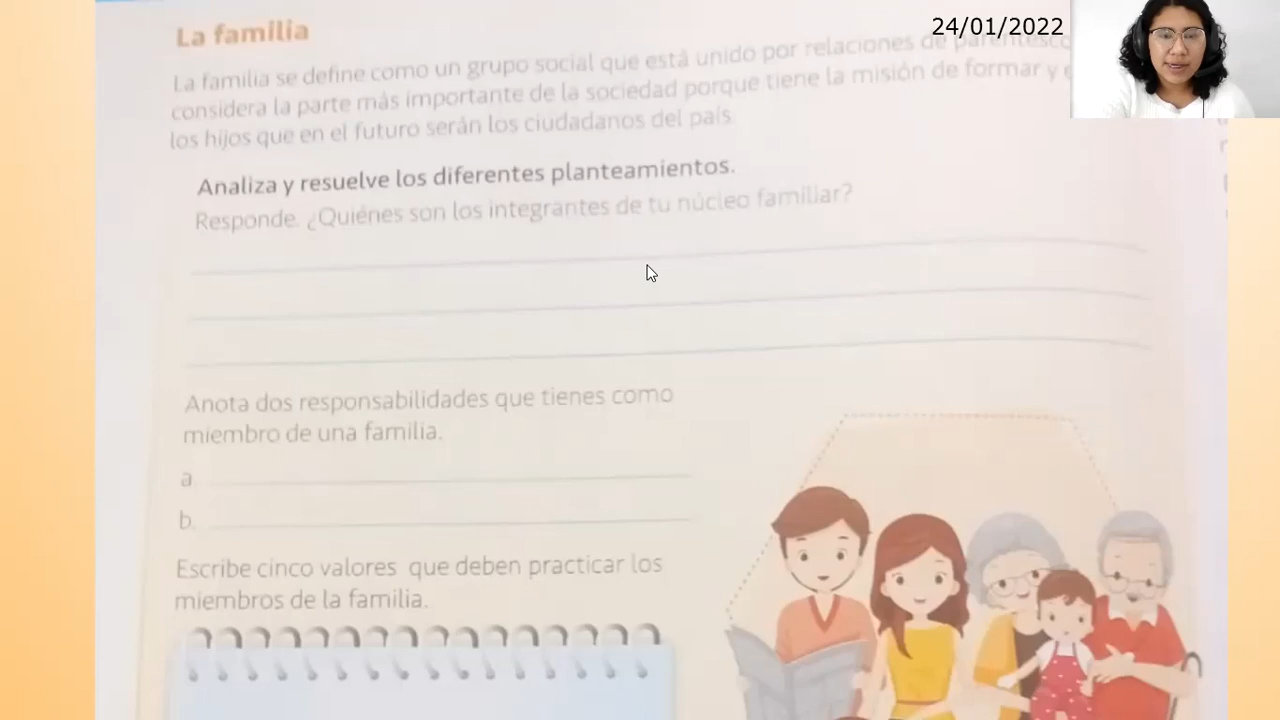 La familia
24/01/2022
La familia se define como un grupo social que está unido por relaciones de parentesco
considera la parte más importante de la sociedad porque tiene la misión de formar y
los hijos que en el futuro serán los ciudadanos del país.
Analiza y resuelve los diferentes planteamientos.
Responde. ¿Quiénes son los integrantes de tu núcleo familiar?
Anota dos responsabilidades que tienes como
miembro de una familia.
a.
b.
Escribe cinco valores que deben practicar los
miembros de la familia.